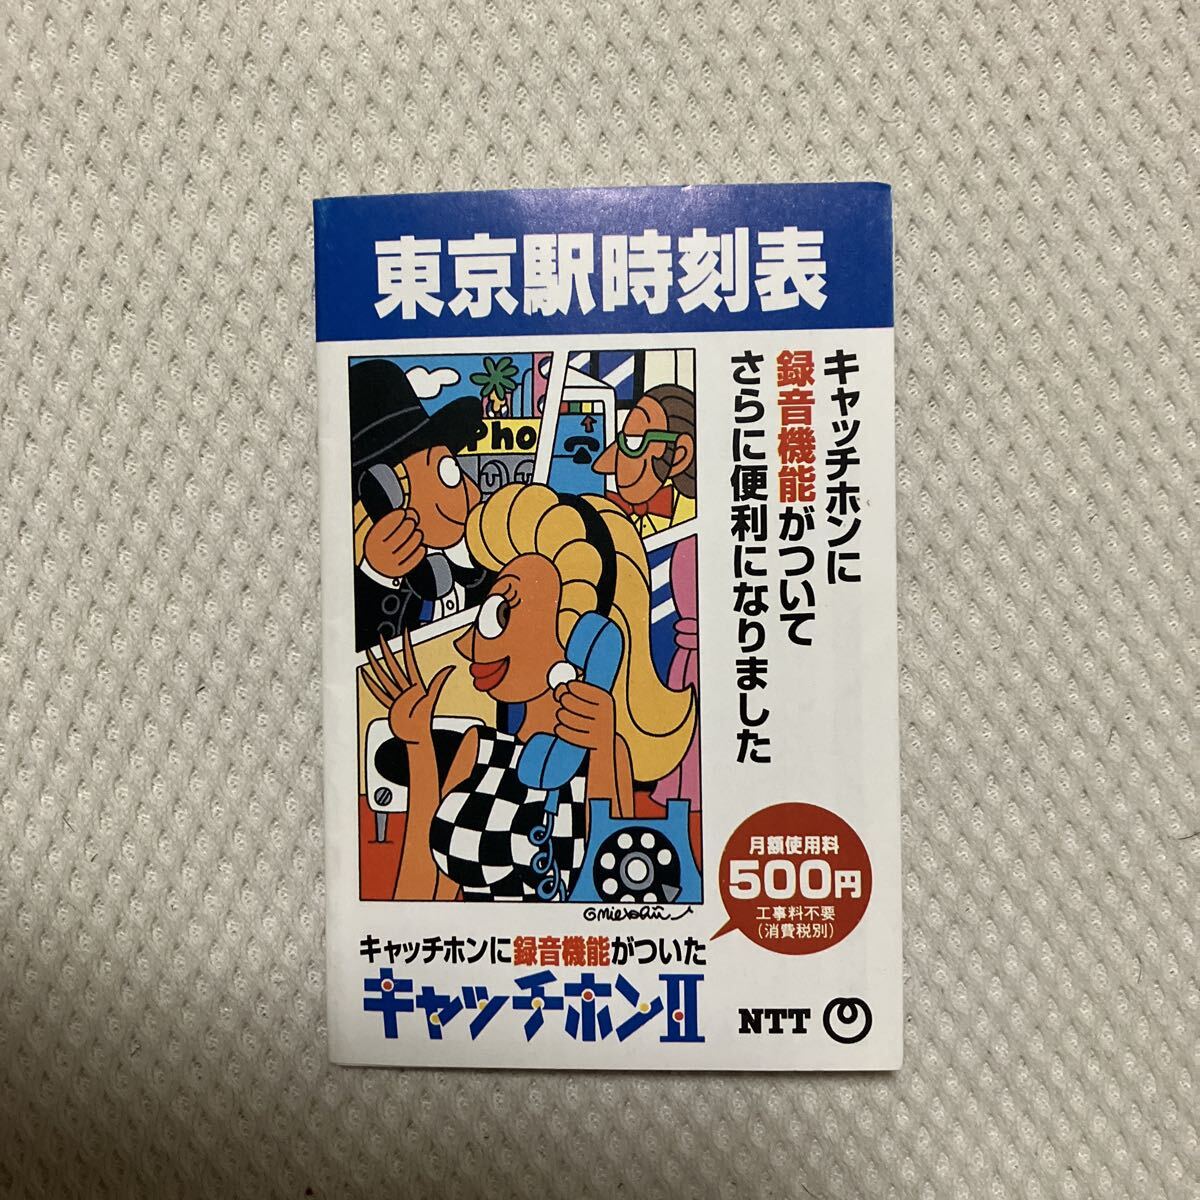 東京駅時刻表
キャッチホンに
録音機能がついて
さらに便利になりました
Pho
月額使用料
500円
工事料不要
(消費税別)
キャッチホンに録音機能がついた
キャッチホンⅡ
NTT